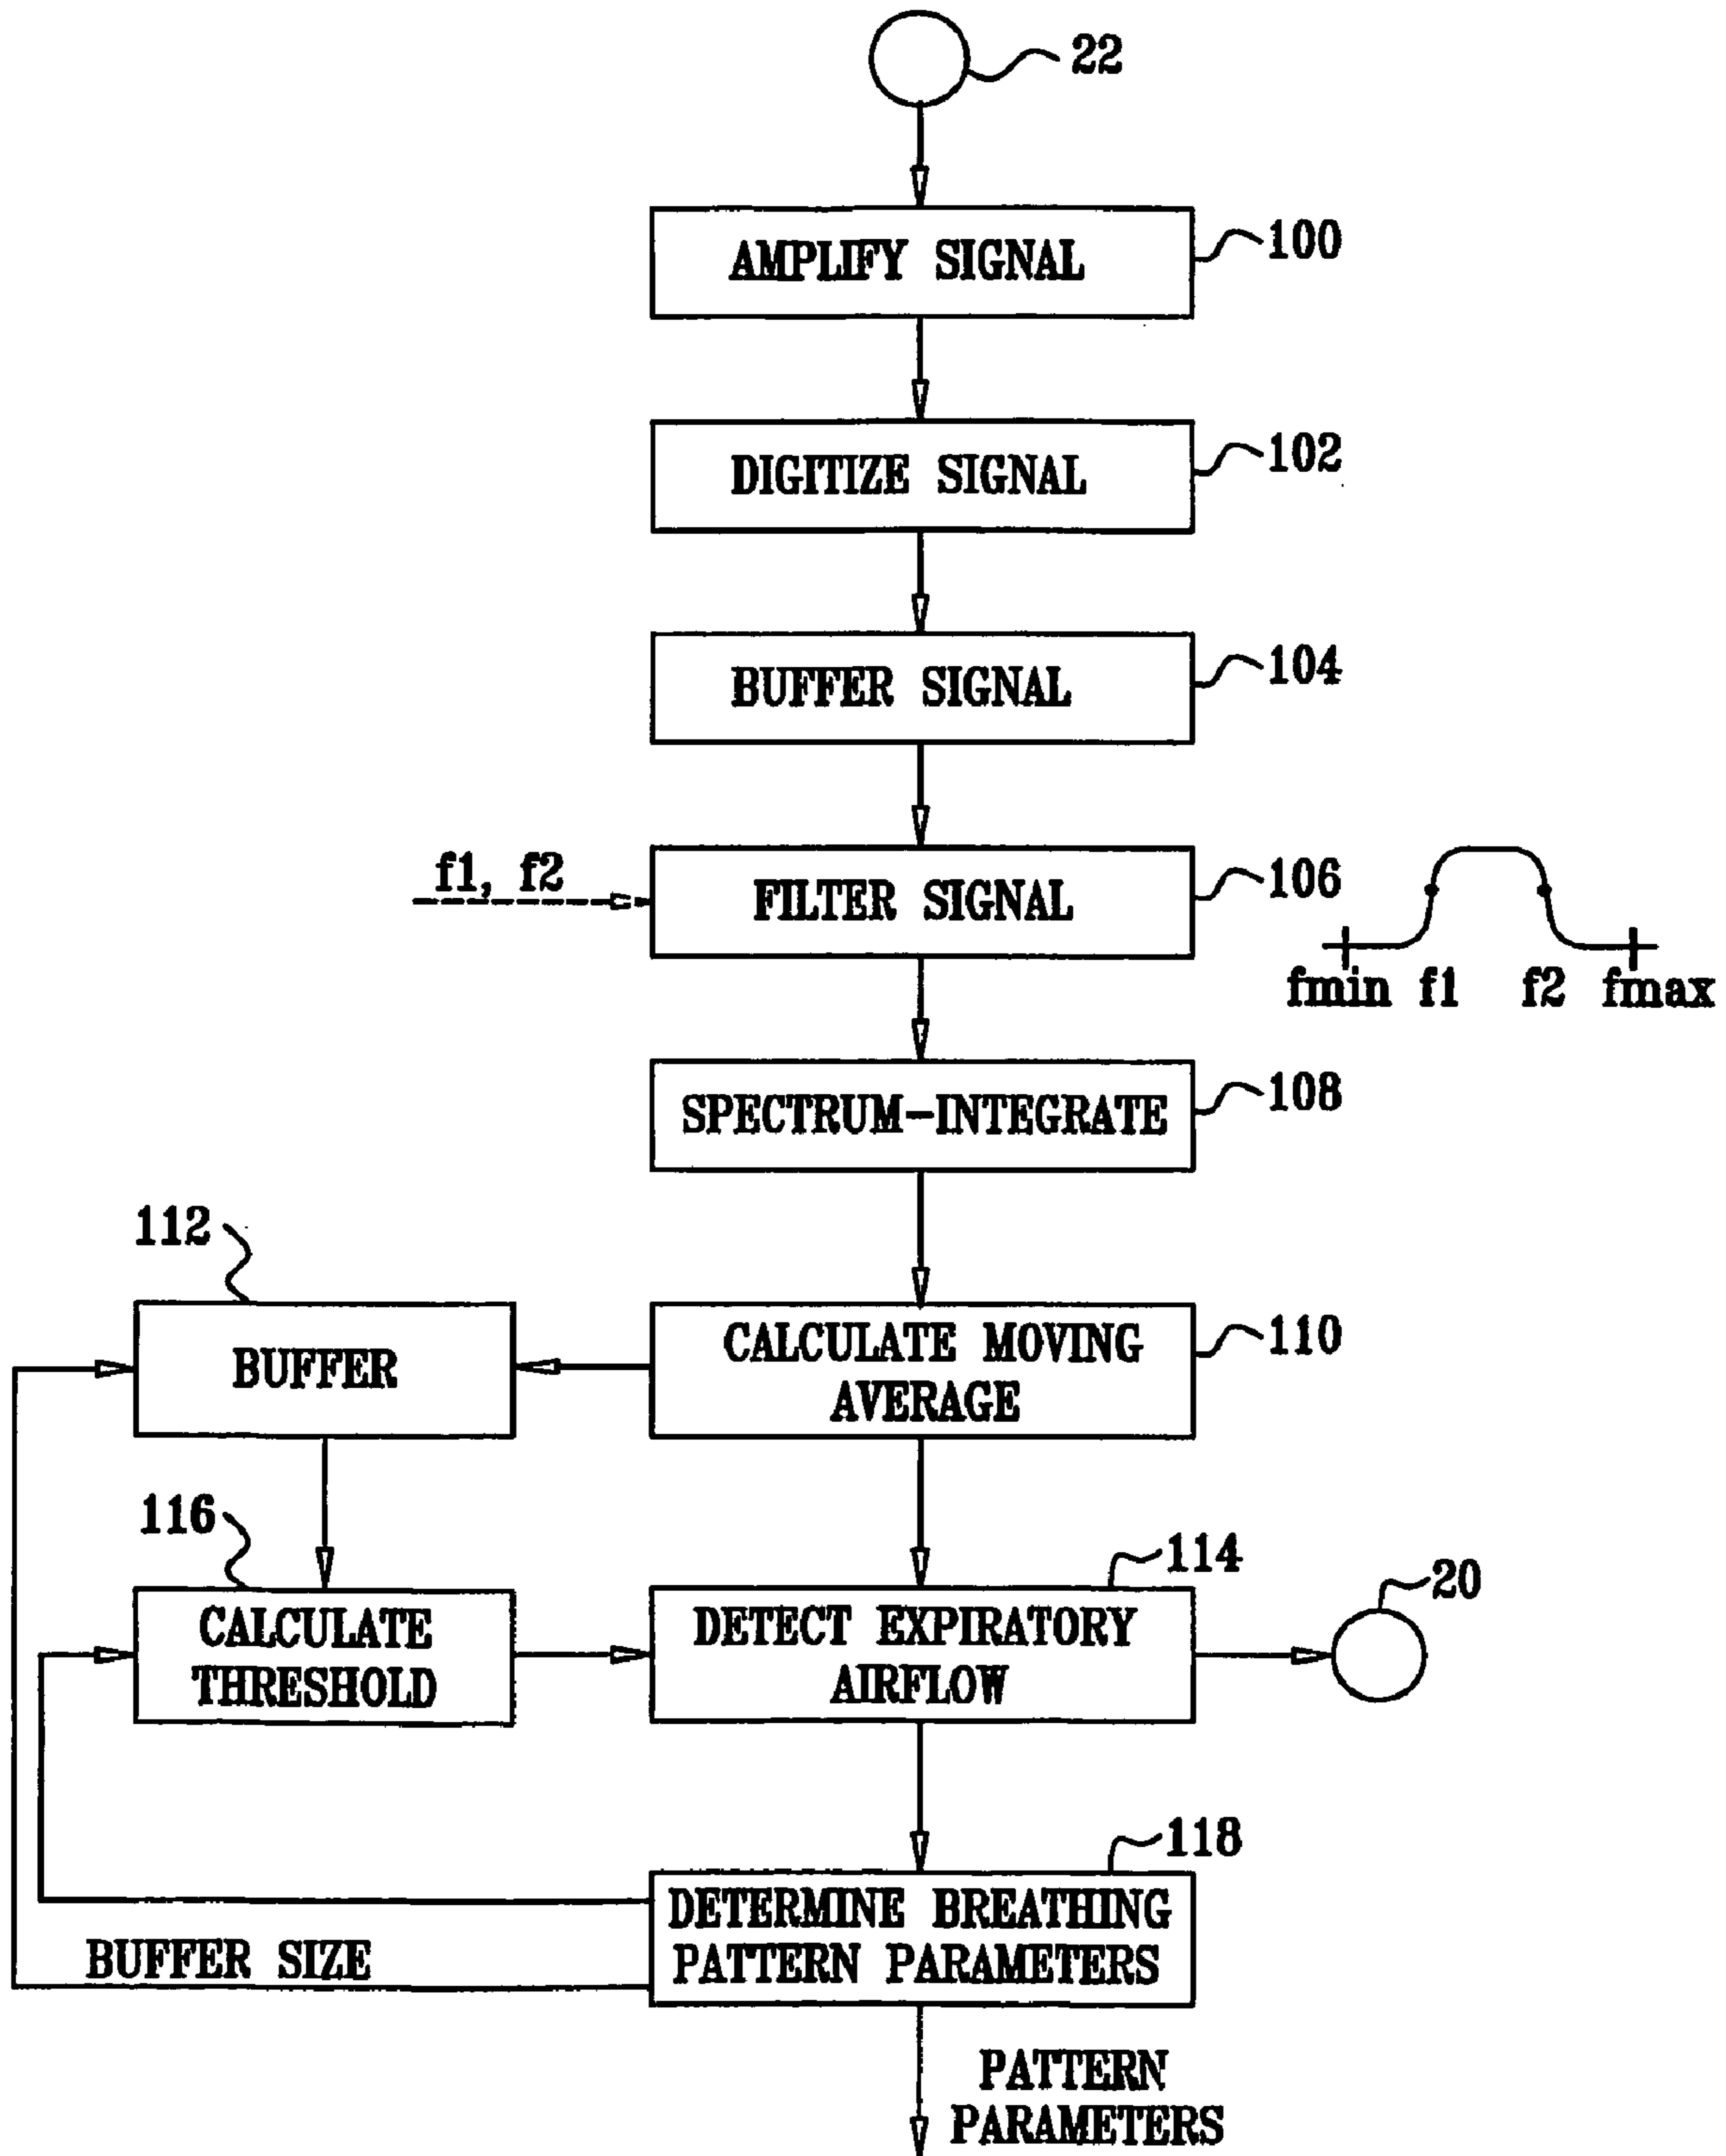 22
AMPLIFY SIGNAL
100
DIGITIZE SIGNAL
102
BUFFER SIGNAL
104
f1, f2
FILTER SIGNAL
106
fmin f1 f2 fmax
SPECTRUM-INTEGRATE
108
112
BUFFER
CALCULATE MOVING
AVERAGE
110
116
CALCULATE
THRESHOLD
114
DETECT EXPIRATORY
AIRFLOW
20
118
DETERMINE BREATHING
PATTERN PARAMETERS
BUFFER SIZE
PATTERN
PARAMETERS